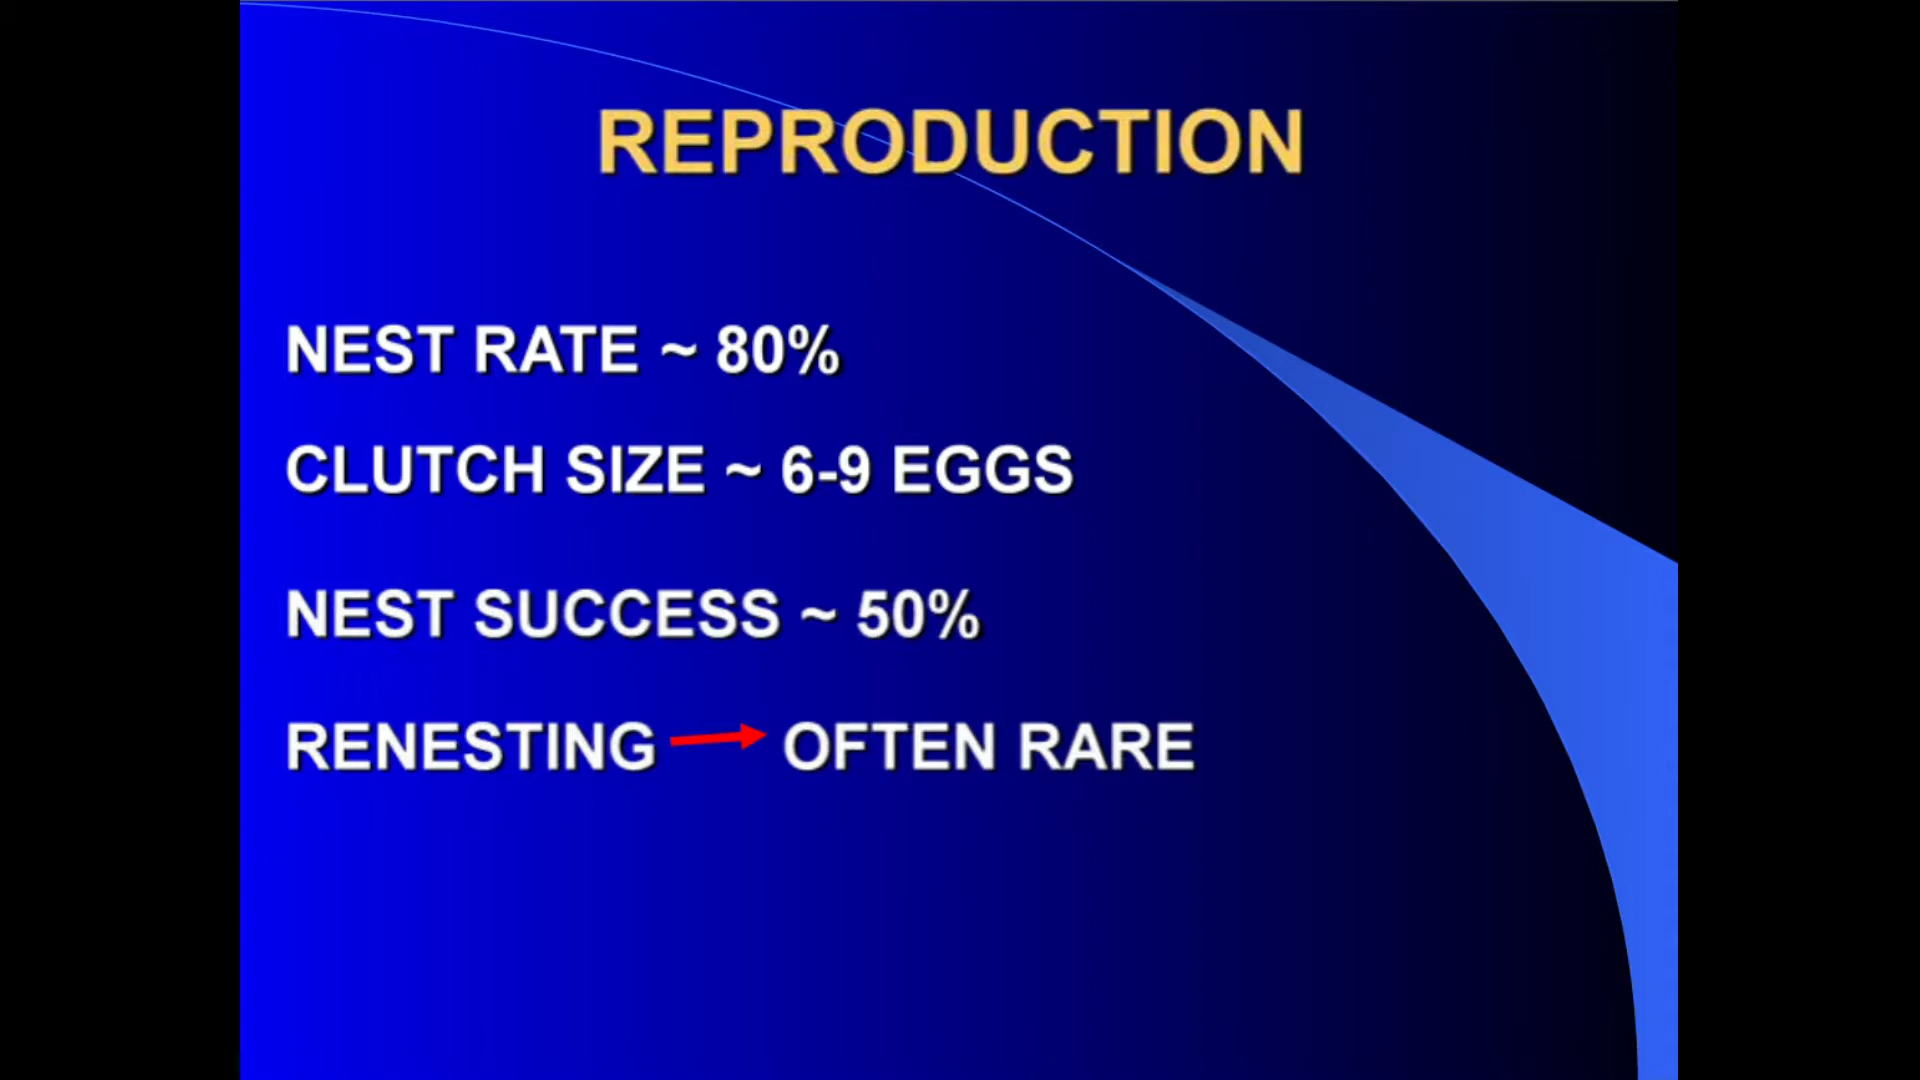 REPRODUCTION
NEST RATE ~ 80%
CLUTCH SIZE ~ 6-9 EGGS
NEST SUCCESS ~ 50%
RENESTING → OFTEN RARE